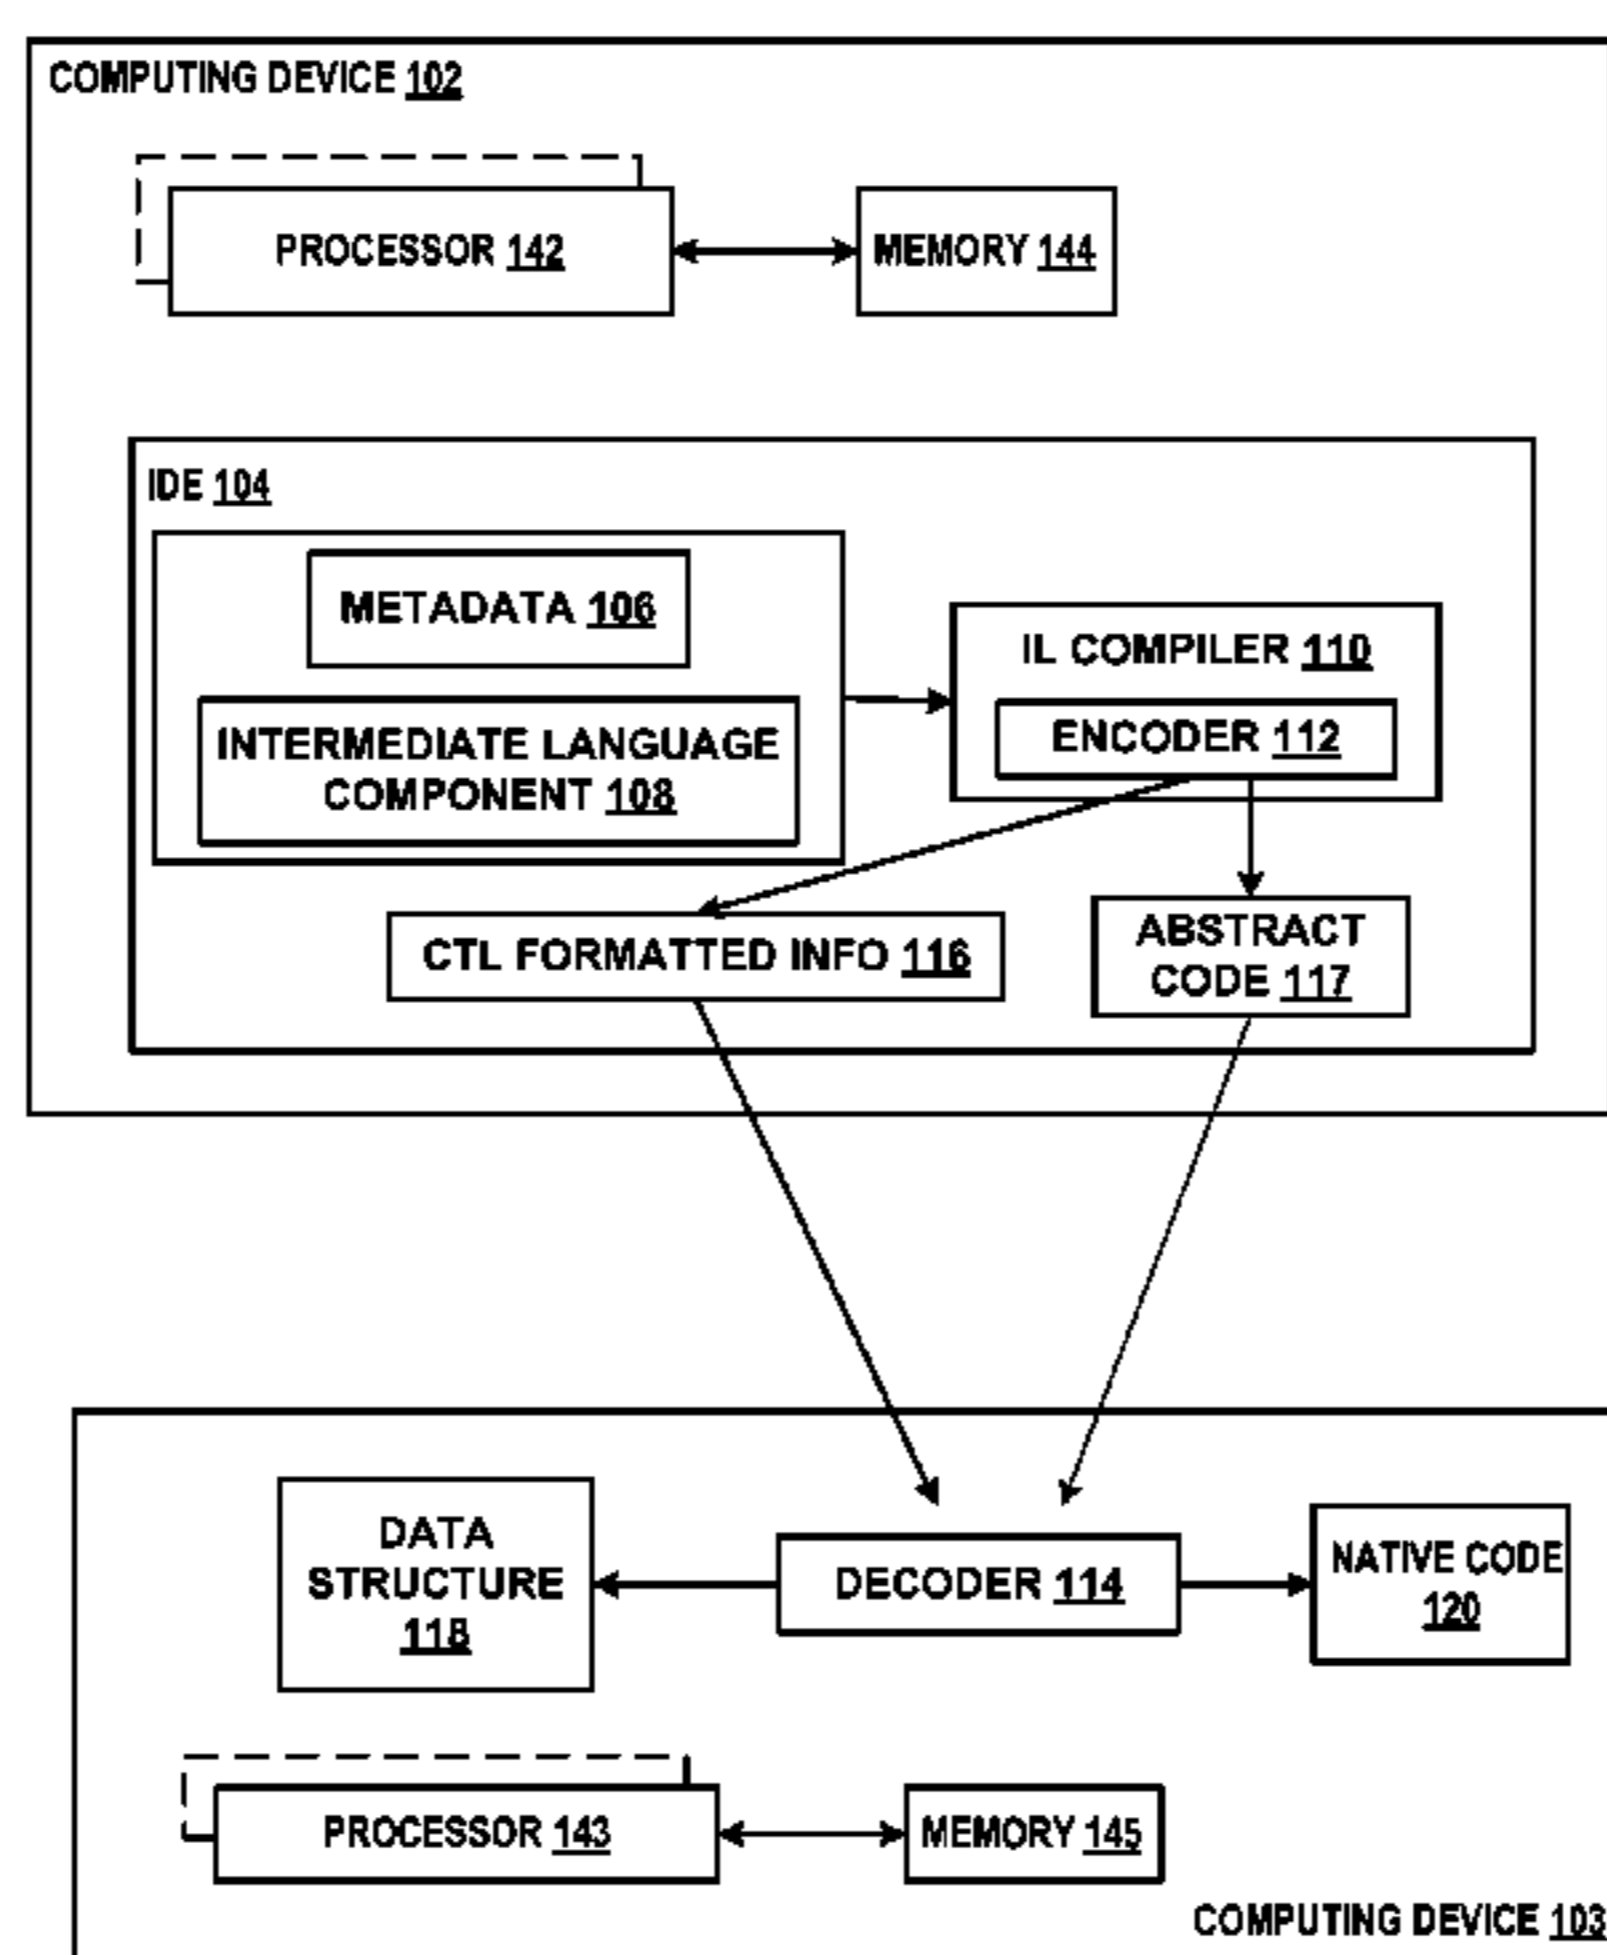 COMPUTING DEVICE 102
PROCESSOR 142
MEMORY 144
IDE 104
METADATA 106
INTERMEDIATE LANGUAGE
COMPONENT 108
IL COMPILER 110
ENCODER 112
CTL FORMATTED INFO 116
ABSTRACT
CODE 117
DATA
STRUCTURE
118
DECODER 114
NATIVE CODE
120
PROCESSOR 143
MEMORY 145
COMPUTING DEVICE 103